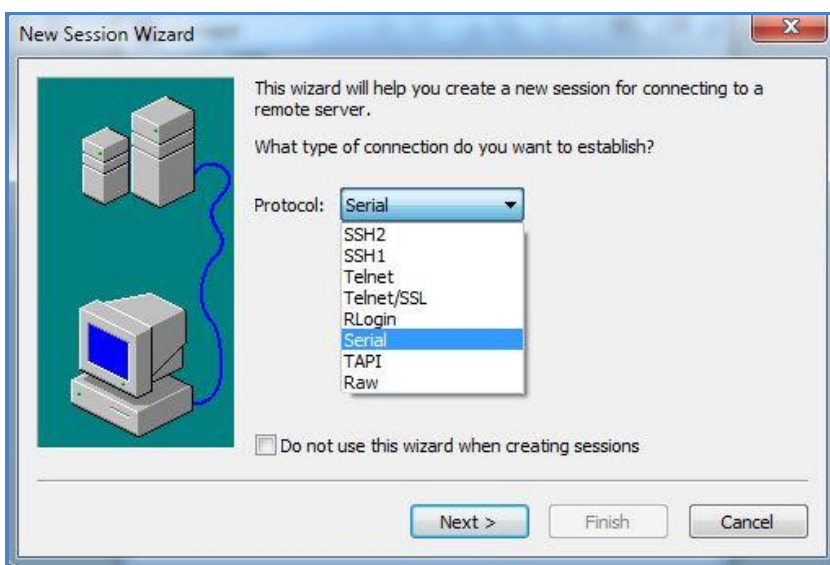 New Session Wizard
This wizard will help you create a new session for connecting to a
remote server.
What type of connection do you want to establish?
Protocol: Serial
SSH2
SSH1
Telnet
Telnet/SSL
RLogin
Serial
TAPI
Raw
Do not use this wizard when creating sessions
Next > Finish Cancel